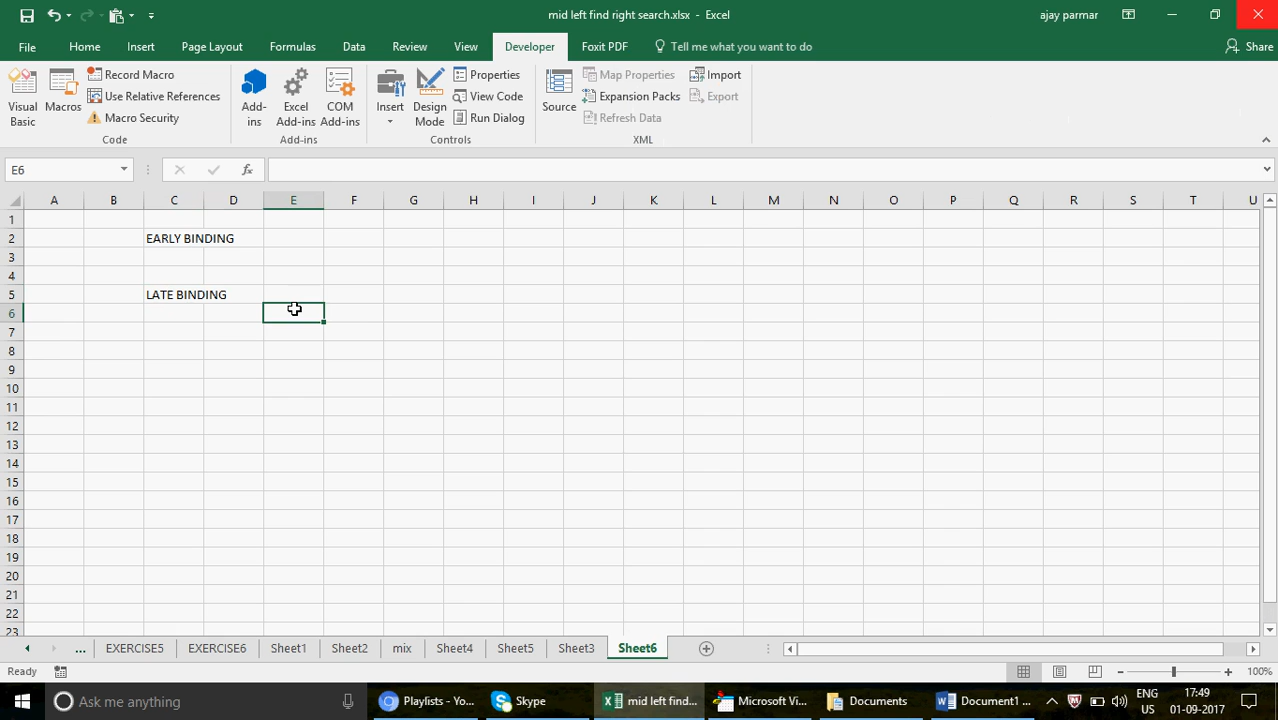 mid left find right search.xlsx - Excel
ajay parmar
File Home Insert Page Layout Formulas Data Review View Developer Foxit PDF Tell me what you want to do Share
Visual Basic
Macros
Record Macro
Use Relative References
Macro Security
Code
Add-ins
Excel Add-ins
COM Add-ins
Add-ins
Insert
Design Mode
Properties
View Code
Run Dialog
Controls
Source
Map Properties
Expansion Packs
Refresh Data
Import
Export
XML
E6
fx
A B C D E F G H I J K L M N O P Q R S T U
1
2 EARLY BINDING
3
4
5 LATE BINDING
6
7
8
9
10
11
12
13
14
15
16
17
18
19
20
21
22
23
... EXERCISE5 EXERCISE6 Sheet1 Sheet2 mix Sheet4 Sheet5 Sheet3 Sheet6
Ready
100%
Ask me anything
Playlists - Yo...
Skype
mid left find...
Microsoft Vi...
Documents
Document1 ...
ENG
US
17:49
01-09-2017